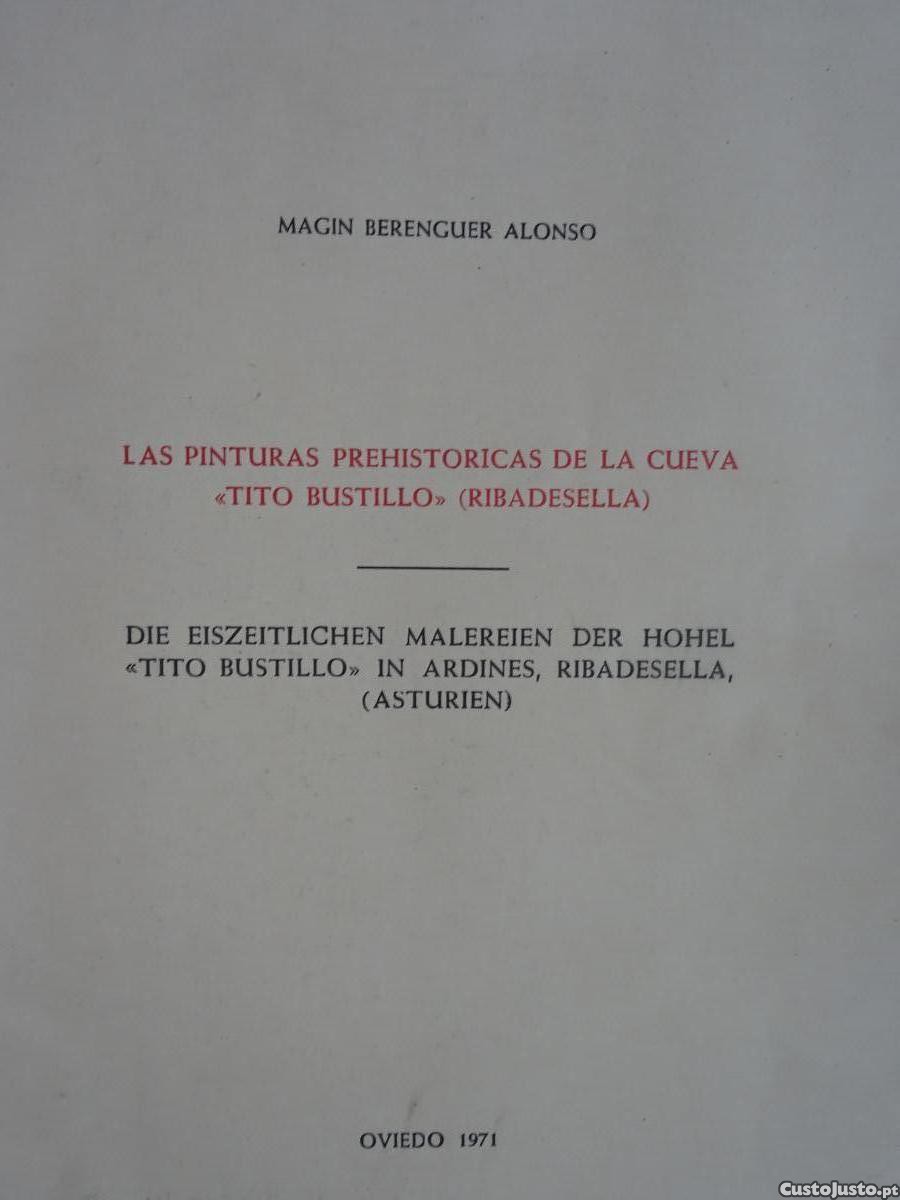 MAGIN BERENGUER ALONSO
LAS PINTURAS PREHISTORICAS DE LA CUEVA
«TITO BUSTILLO» (RIBADESELLA)
DIE EISZEITLICHEN MALEREIEN DER HOHEL
«TITO BUSTILLO» IN ARDINES, RIBADESELLA,
(ASTURIEN)
OVIEDO 1971
CustoJusto.pt